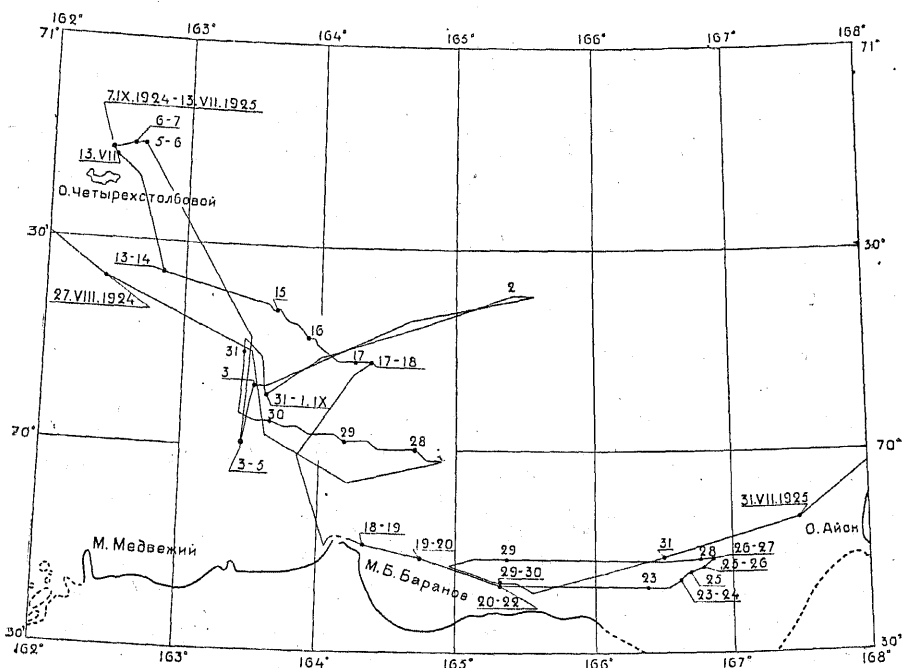 162° 163° 164° 165° 166° 167° 168°
71° 71°
7.IX.1924-13.VII.1925
6-7
5-6
13.VII
О.Четырехстолбовой
30' 30'
13-14
27.VIII.1924
15
2
16
31
17 17-18
3
31-1.IX
30
29
28
70° 70°
3-5
31.VII.1925
О.Айон
18-19
М.Медвежий
19-20
29
31
28
26-27
25-26
М.Б.Баранов
29-30
23
25
23-24
20-22
30' 30'
162° 163° 164° 165° 166° 167° 168°